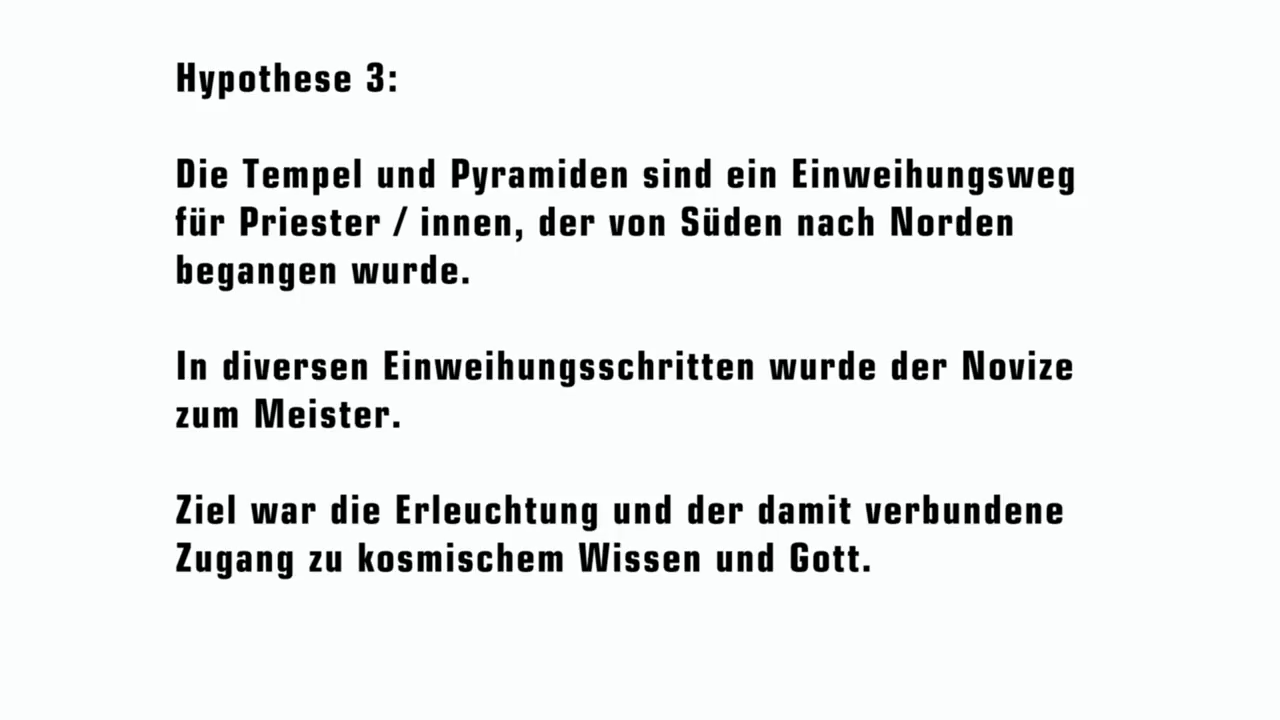 Hypothese 3:
Die Tempel und Pyramiden sind ein Einweihungsweg
für Priester / innen, der von Süden nach Norden
begangen wurde.
In diversen Einweihungsschritten wurde der Novize
zum Meister.
Ziel war die Erleuchtung und der damit verbundene
Zugang zu kosmischem Wissen und Gott.